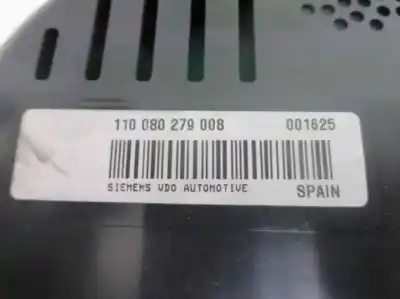 110 080 279 008 001625
SIEMENS VDO AUTOMOTIVE SPAIN